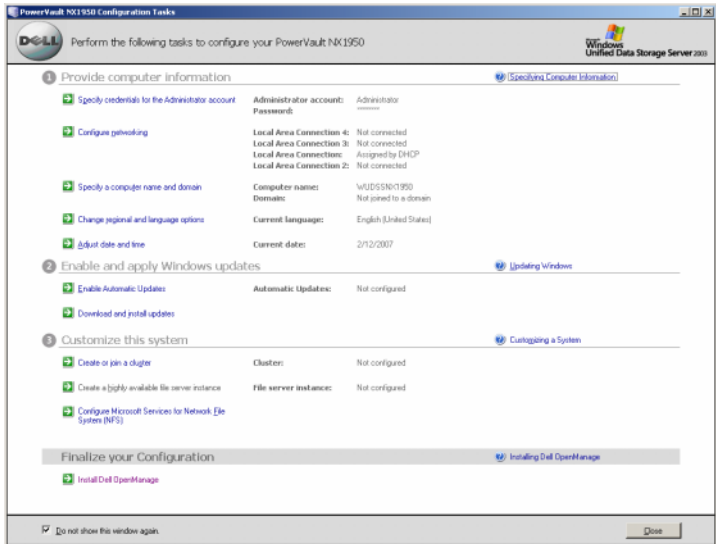 PowerVault NX1950 Configuration Tasks
DELL
Perform the following tasks to configure your PowerVault NX1950
Windows
Unified Data Storage Server 2003
1 Provide computer information
Specifying Computer Information
Specify credentials for the Administrator account
Administrator account: Administrator
Password: ********
Configure networking
Local Area Connection 4: Not connected
Local Area Connection 3: Not connected
Local Area Connection: Assigned by DHCP
Local Area Connection 2: Not connected
Specify a computer name and domain
Computer name: WUDSSNX1950
Domain: Not joined to a domain
Change regional and language options
Current language: English (United States)
Adjust date and time
Current date: 2/12/2007
2 Enable and apply Windows updates
Updating Windows
Enable Automatic Updates
Automatic Updates: Not configured
Download and install updates
3 Customize this system
Customizing a System
Create or join a cluster
Cluster: Not configured
Create a highly available file server instance
File server instance: Not configured
Configure Microsoft Services for Network File
System (NFS)
Finalize your Configuration
Installing Dell OpenManage
Install Dell OpenManage
Do not show this window again.
Close